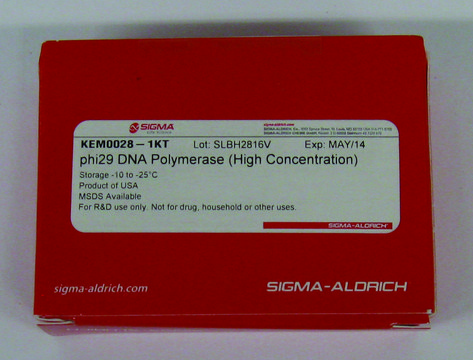 SIGMA
KEM0028 – 1KT Lot: SLBH2816V Exp: MAY/14
phi29 DNA Polymerase (High Concentration)
Storage -10 to -25°C
Product of USA
MSDS Available
For R&D use only. Not for drug, household or other uses.
SIGMA-ALDRICH
sigma-aldrich.com SIGMA-ALDRICH